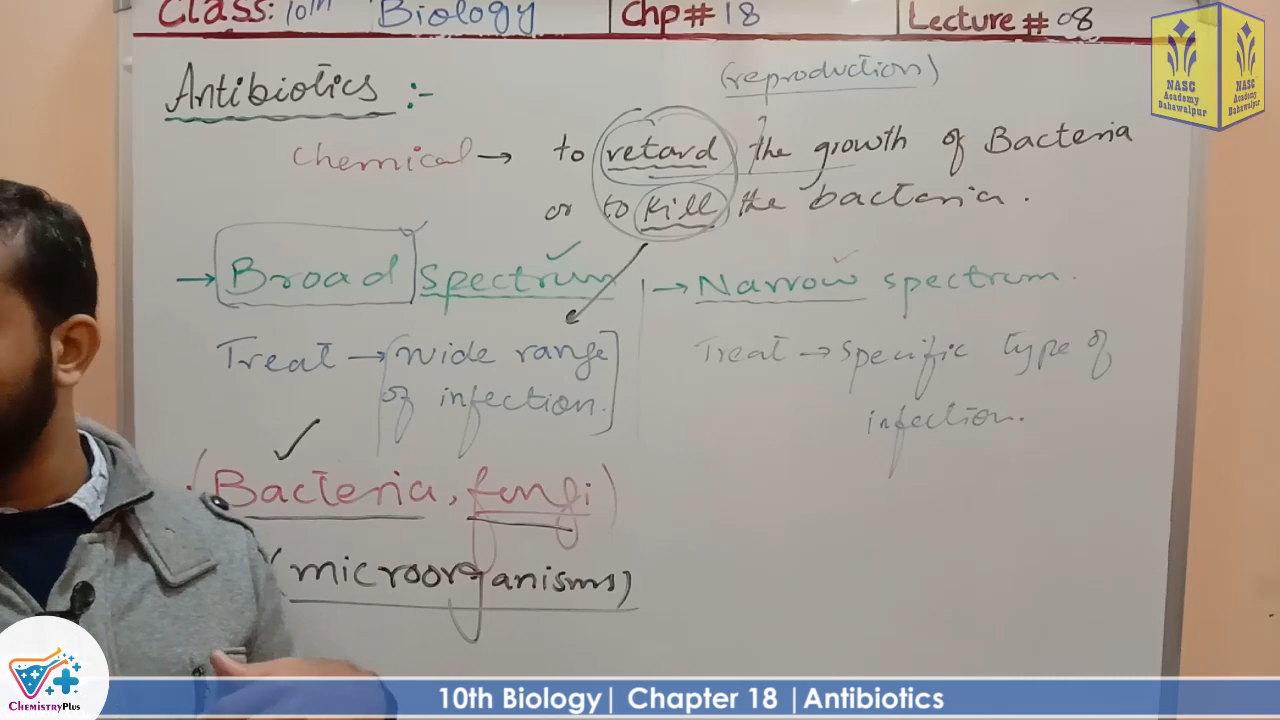 Class: 10th Biology Chp # 18 Lecture # 08
NASC Academy Bahawalpur
NASC Academy Bahawalpur
(reproduction)
Antibiotics :-
Chemical → to retard the growth of Bacteria
or to kill the bacteria.
→ Broad spectrum → Narrow spectrum.
Treat → wide range Treat → specific type of
of infection. infection.
(Bacteria, fungi)
(microorganisms)
ChemistryPlus
10th Biology| Chapter 18 |Antibiotics